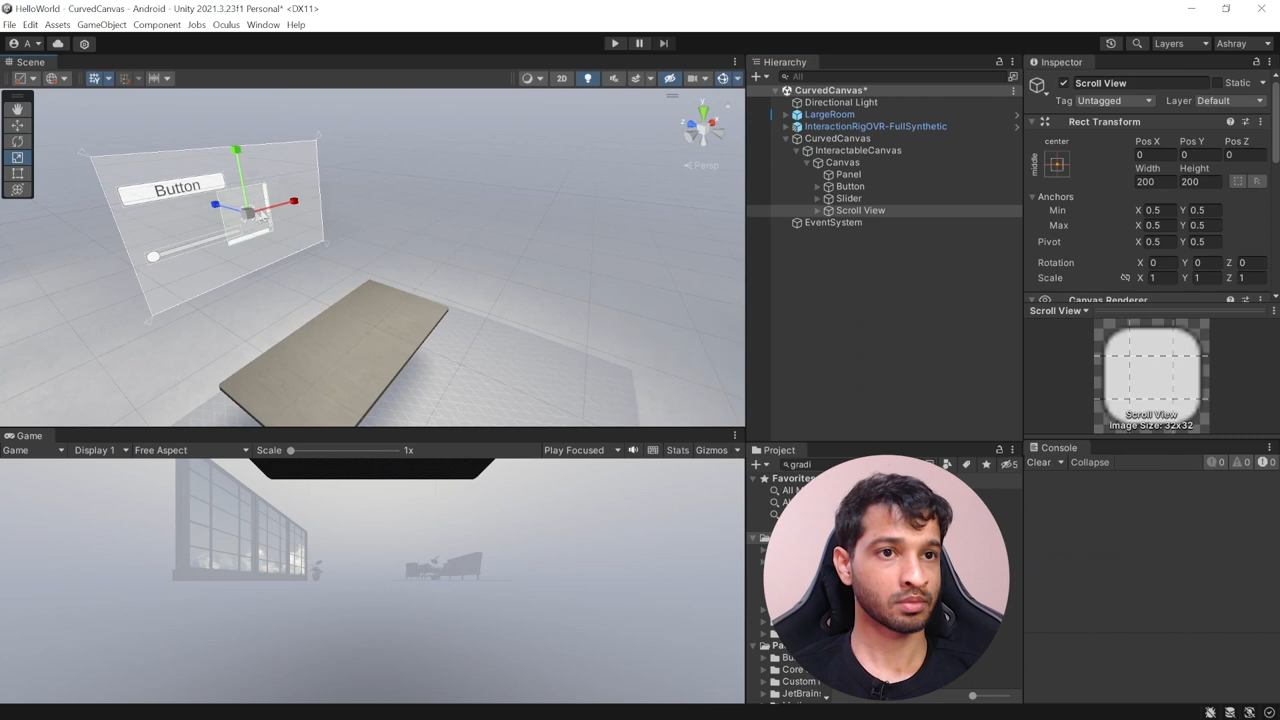 HelloWorld - CurvedCanvas - Android - Unity 2021.3.23f1 Personal* <DX11>
File Edit Assets GameObject Component Jobs Oculus Window Help
A
Layers
Ashray
Scene
2D
y
x
z
Persp
Button
Hierarchy
All
CurvedCanvas*
Directional Light
LargeRoom
InteractionRigOVR-FullSynthetic
CurvedCanvas
InteractableCanvas
Canvas
Panel
Button
Slider
Scroll View
EventSystem
Inspector
Scroll View
Static
Tag Untagged Layer Default
Rect Transform
center
middle
Pos X Pos Y Pos Z
0 0 0
Width Height
200 200
R
Anchors
Min X 0.5 Y 0.5
Max X 0.5 Y 0.5
Pivot X 0.5 Y 0.5
Rotation X 0 Y 0 Z 0
Scale X 1 Y 1 Z 1
Canvas Renderer
Scroll View
Scroll View
Image Size: 32x32
Game
Game Display 1 Free Aspect Scale 1x Play Focused Stats Gizmos
Project
gradi
5
Favorites
All
Core
Custom
JetBrains
Console
Clear Collapse 0 0 0